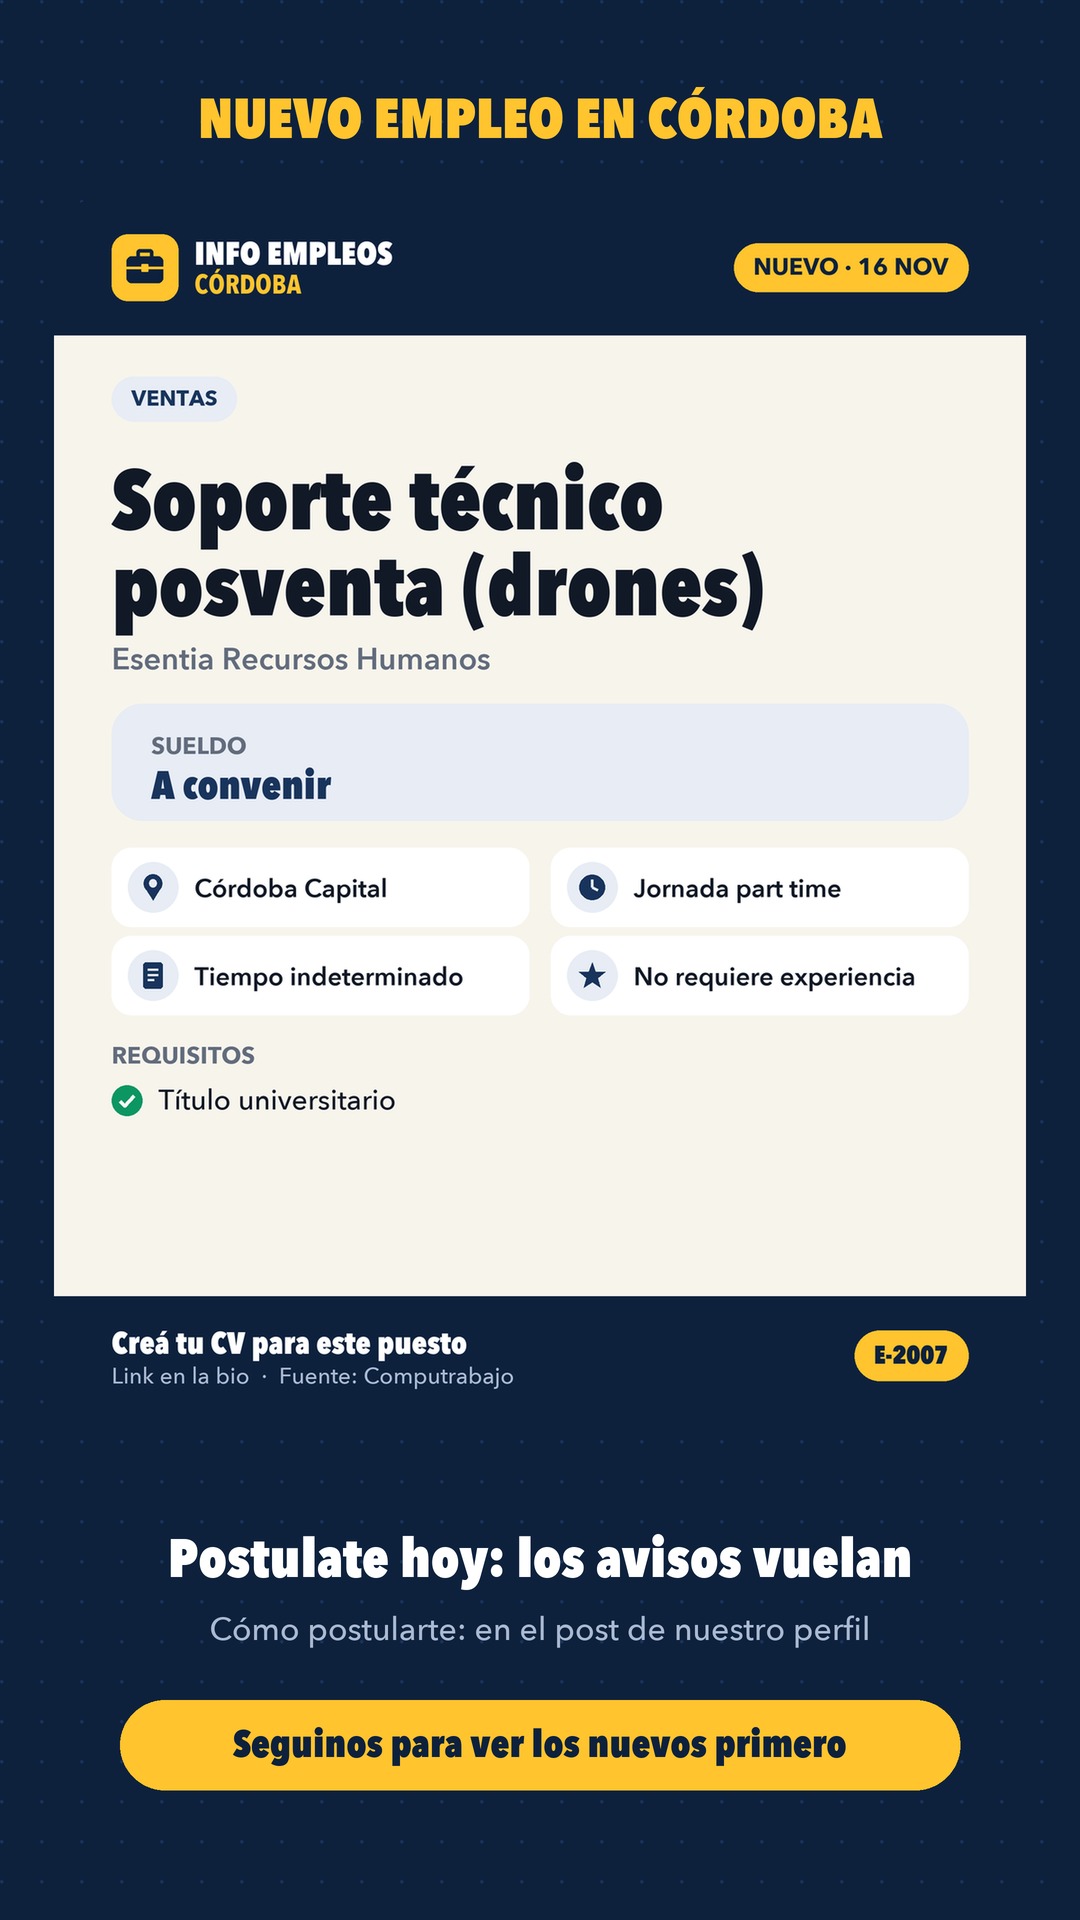 NUEVO EMPLEO EN CÓRDOBA
INFO EMPLEOS
CÓRDOBA
NUEVO · 16 NOV
VENTAS
Soporte técnico
posventa (drones)
Esentia Recursos Humanos
SUELDO
A convenir
Córdoba Capital
Jornada part time
Tiempo indeterminado
No requiere experiencia
REQUISITOS
Título universitario
Creá tu CV para este puesto
Link en la bio · Fuente: Computrabajo
E-2007
Postulate hoy: los avisos vuelan
Cómo postularte: en el post de nuestro perfil
Seguinos para ver los nuevos primero